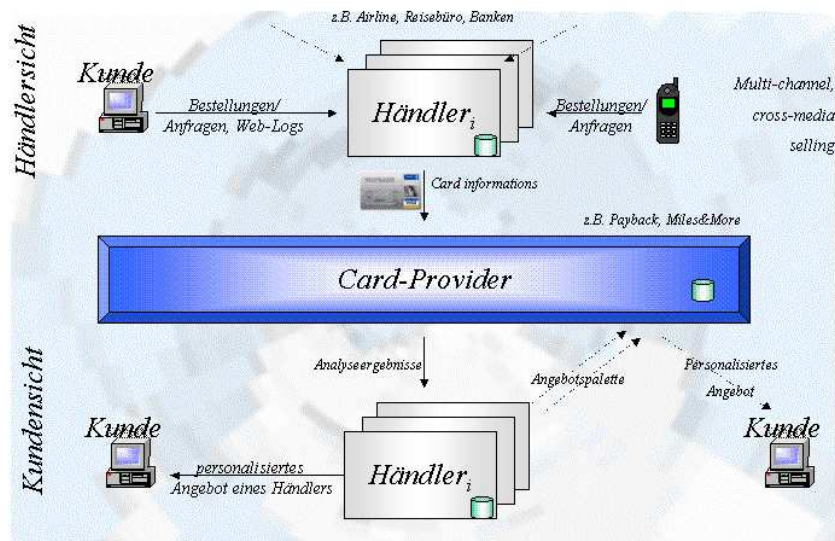 z.B. Airline, Reisebüro, Banken
Händlersicht
Kunde
Bestellungen/
Anfragen, Web-Logs
Händler i
Bestellungen/
Anfragen
Multi-channel,
cross-media
selling
Card informations
z.B. Payback, Miles&More
Card-Provider
Kundensicht
Analyseergebnisse
Angebotspalette
Personalisiertes
Angebot
Kunde
personalisiertes
Angebot eines Händlers
Händler i
Kunde